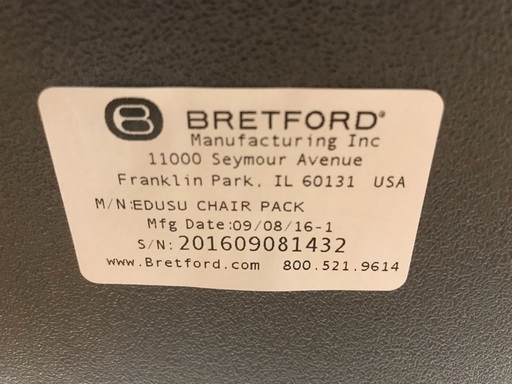 BRETFORD®
Manufacturing Inc
11000 Seymour Avenue
Franklin Park, IL 60131 USA
M/N:EDUSU CHAIR PACK
Mfg Date:09/08/16-1
S/N: 201609081432
www.Bretford.com 800.521.9614